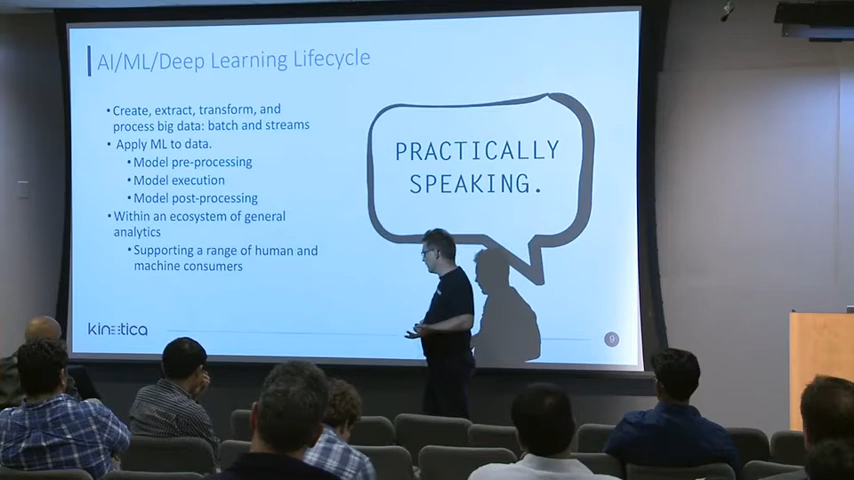 AI/ML/Deep Learning Lifecycle
• Create, extract, transform, and
process big data: batch and streams
• Apply ML to data.
• Model pre-processing
• Model execution
• Model post-processing
• Within an ecosystem of general
analytics
• Supporting a range of human and
machine consumers
PRACTICALLY
SPEAKING.
kinetica
9